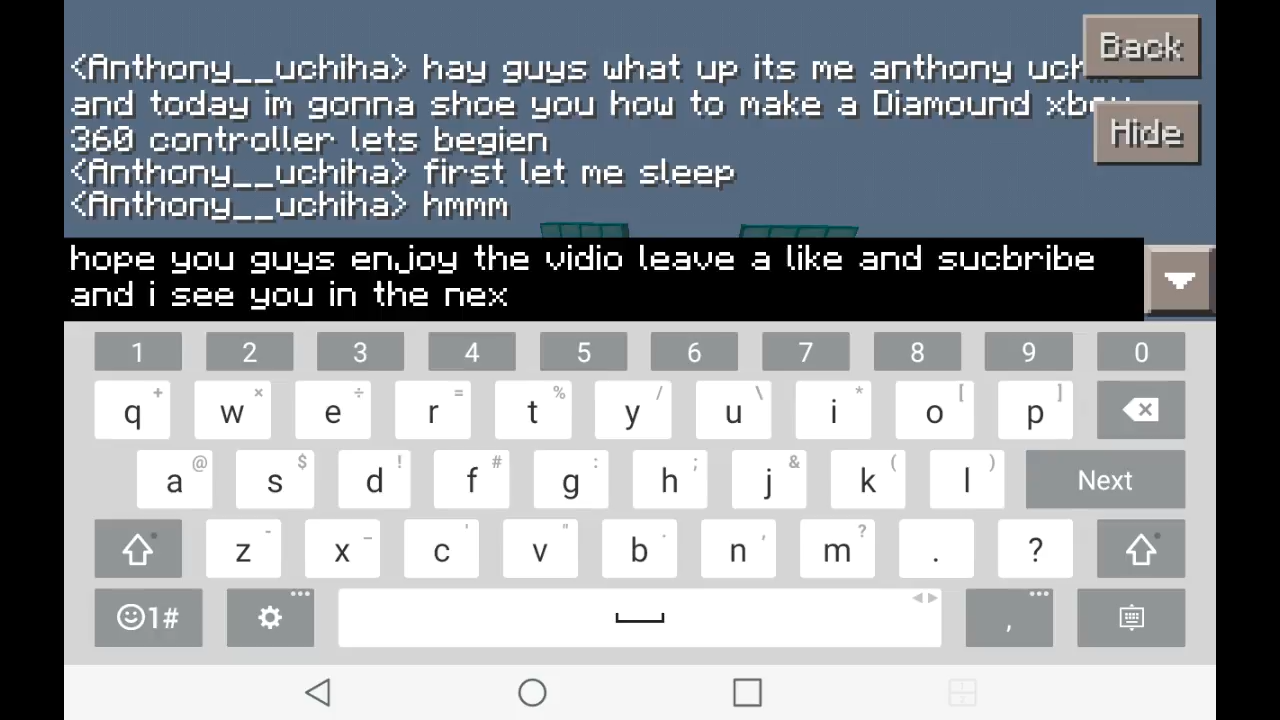 Back
<Anthony__uchiha> hay guys what up its me anthony
and today im gonna shoe you how to make a Diamound
360 controller lets begien
Hide
<Anthony__uchiha> first let me sleep
<Anthony__uchiha> hmmm
hope you guys enjoy the vidio leave a like and sucbribe
and i see you in the nex
1 2 3 4 5 6 7 8 9 0
+ × ÷ = % / \ * [ ]
q w e r t y u i o p
@ $ ! # : ; & ( )
a s d f g h j k l Next
- _ ' " . , ?
z x c v b n m . ?
1# ,